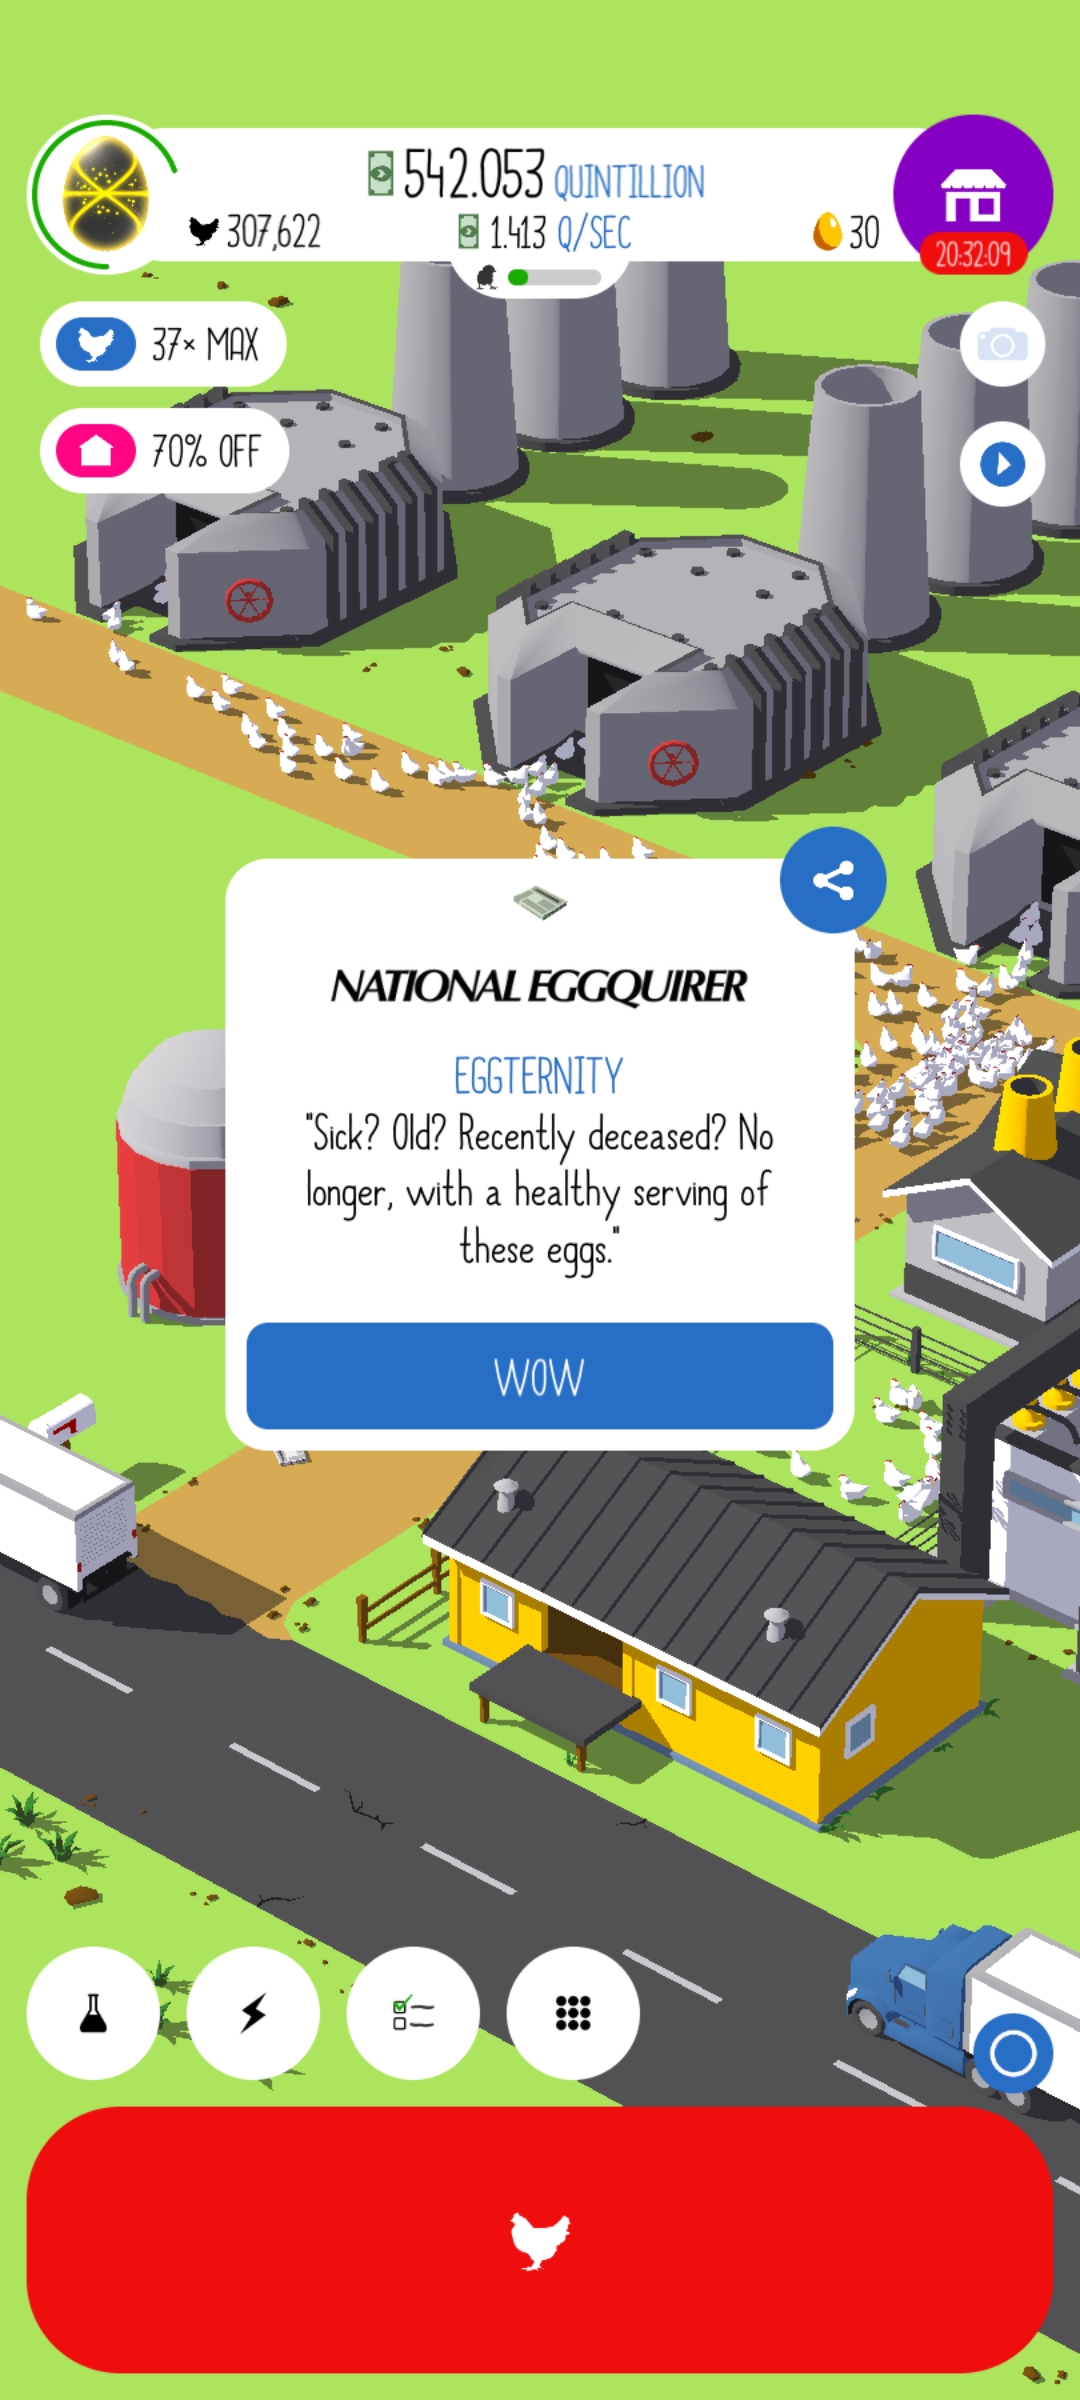 542.053 QUINTILLION
307,622
1.413 Q/SEC
30
20:32:09
37× MAX
70% OFF
NATIONAL EGGQUIRER
EGGTERNITY
"Sick? Old? Recently deceased? No
longer, with a healthy serving of
these eggs."
WOW